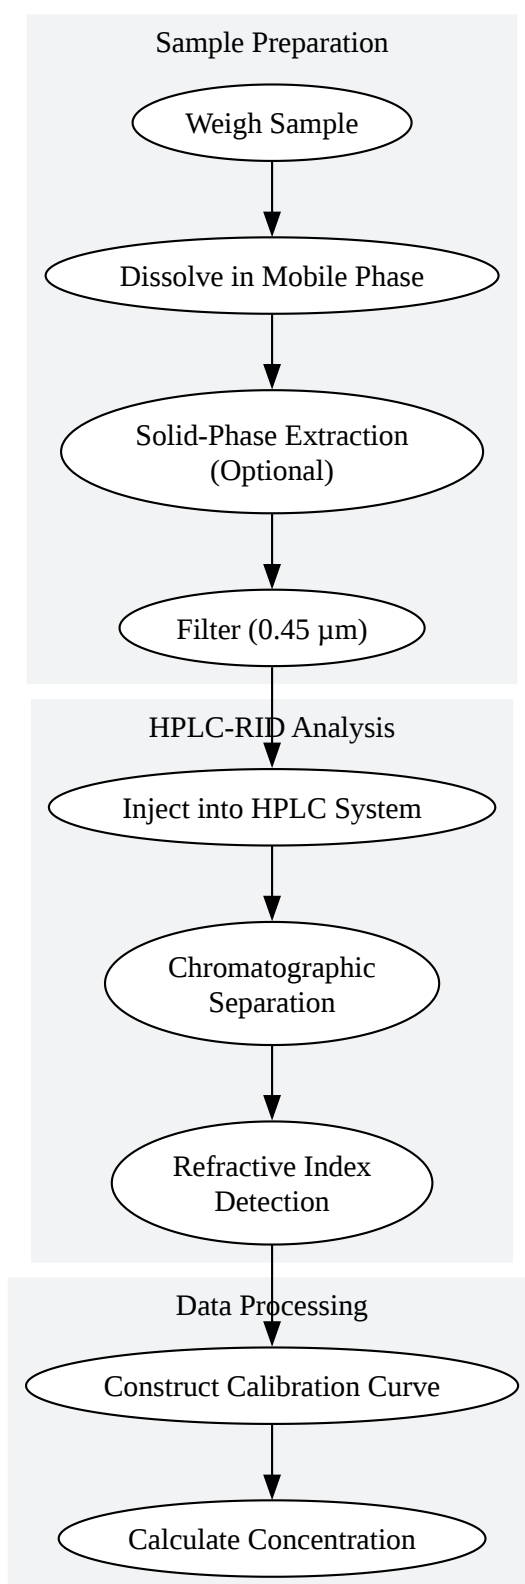 Sample Preparation
Weigh Sample
Dissolve in Mobile Phase
Solid-Phase Extraction
(Optional)
Filter (0.45 µm)
HPLC-RID Analysis
Inject into HPLC System
Chromatographic
Separation
Refractive Index
Detection
Data Processing
Construct Calibration Curve
Calculate Concentration